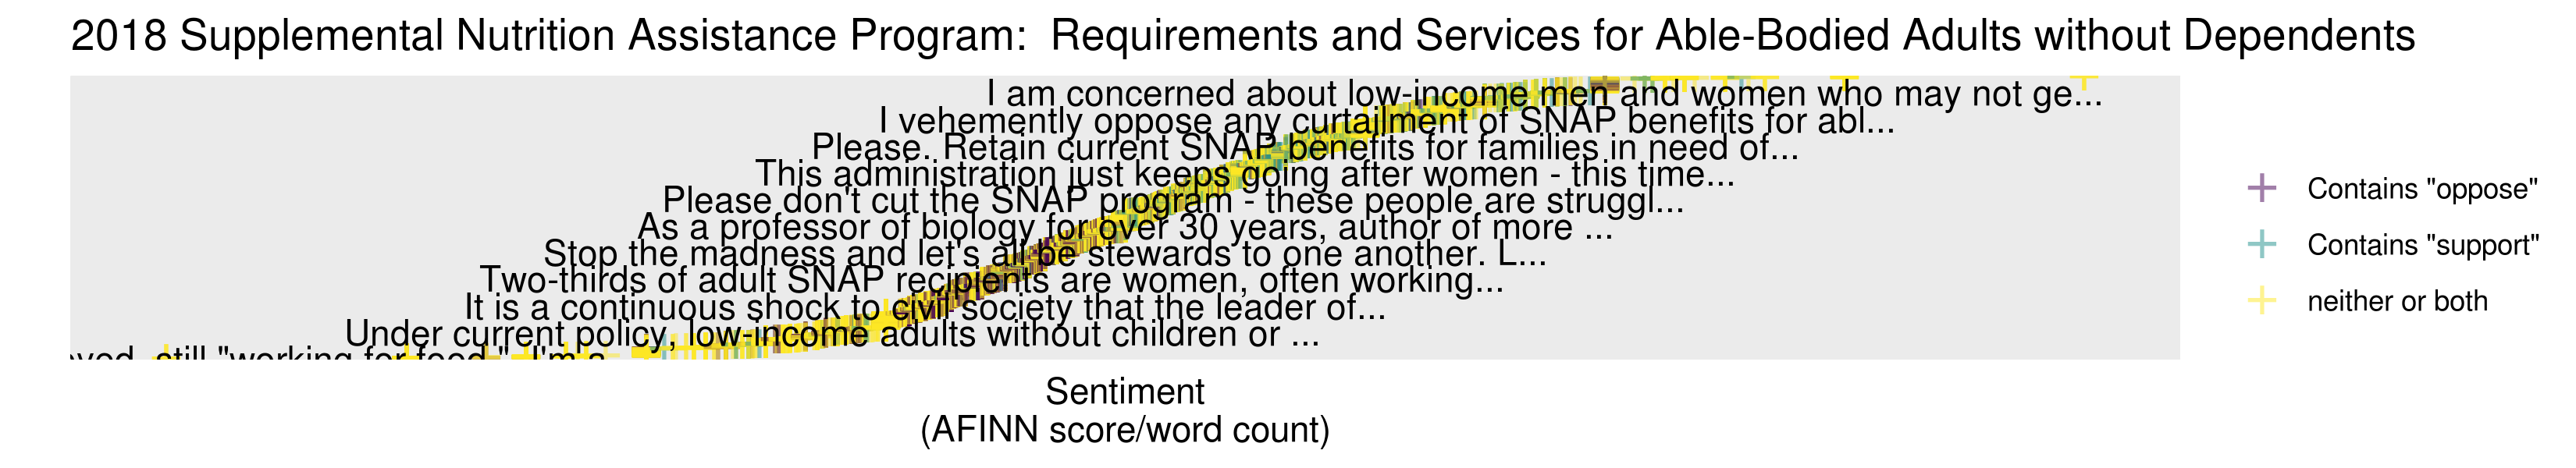 2018 Supplemental Nutrition Assistance Program:  Requirements and Services for Able-Bodied Adults without Dependents
I am concerned about low-income men and women who may not ge...
I vehemently oppose any curtailment of SNAP benefits for abl...
Please. Retain current SNAP benefits for families in need of...
This administration just keeps going after women - this time...
Please don't cut the SNAP program - these people are struggl...
As a professor of biology for over 30 years, author of more ...
Stop the madness and let's all be stewards to one another. L...
Two-thirds of adult SNAP recipients are women, often working...
It is a continuous shock to civil society that the leader of...
Under current policy, low-income adults without children or ...
still "working for food". I'm a
Sentiment
(AFINN score/word count)
Contains "oppose"
Contains "support"
neither or both